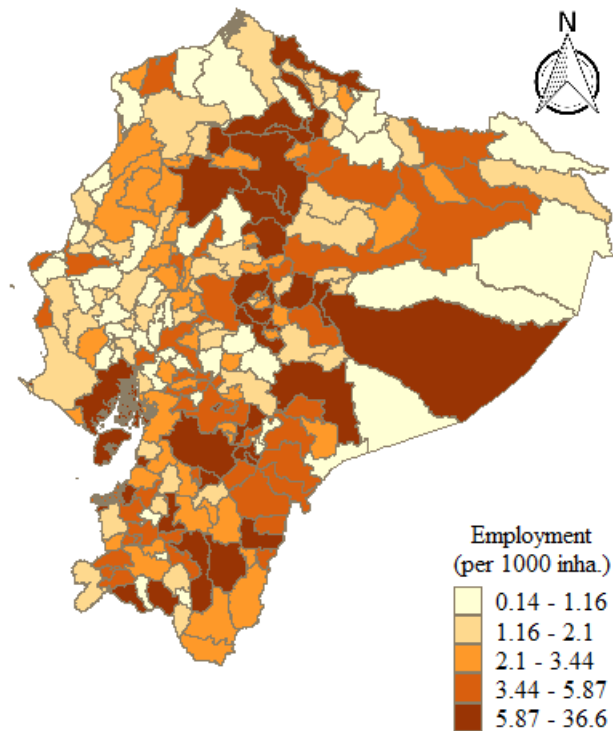 N
Employment
(per 1000 inha.)
0.14 - 1.16
1.16 - 2.1
2.1 - 3.44
3.44 - 5.87
5.87 - 36.6